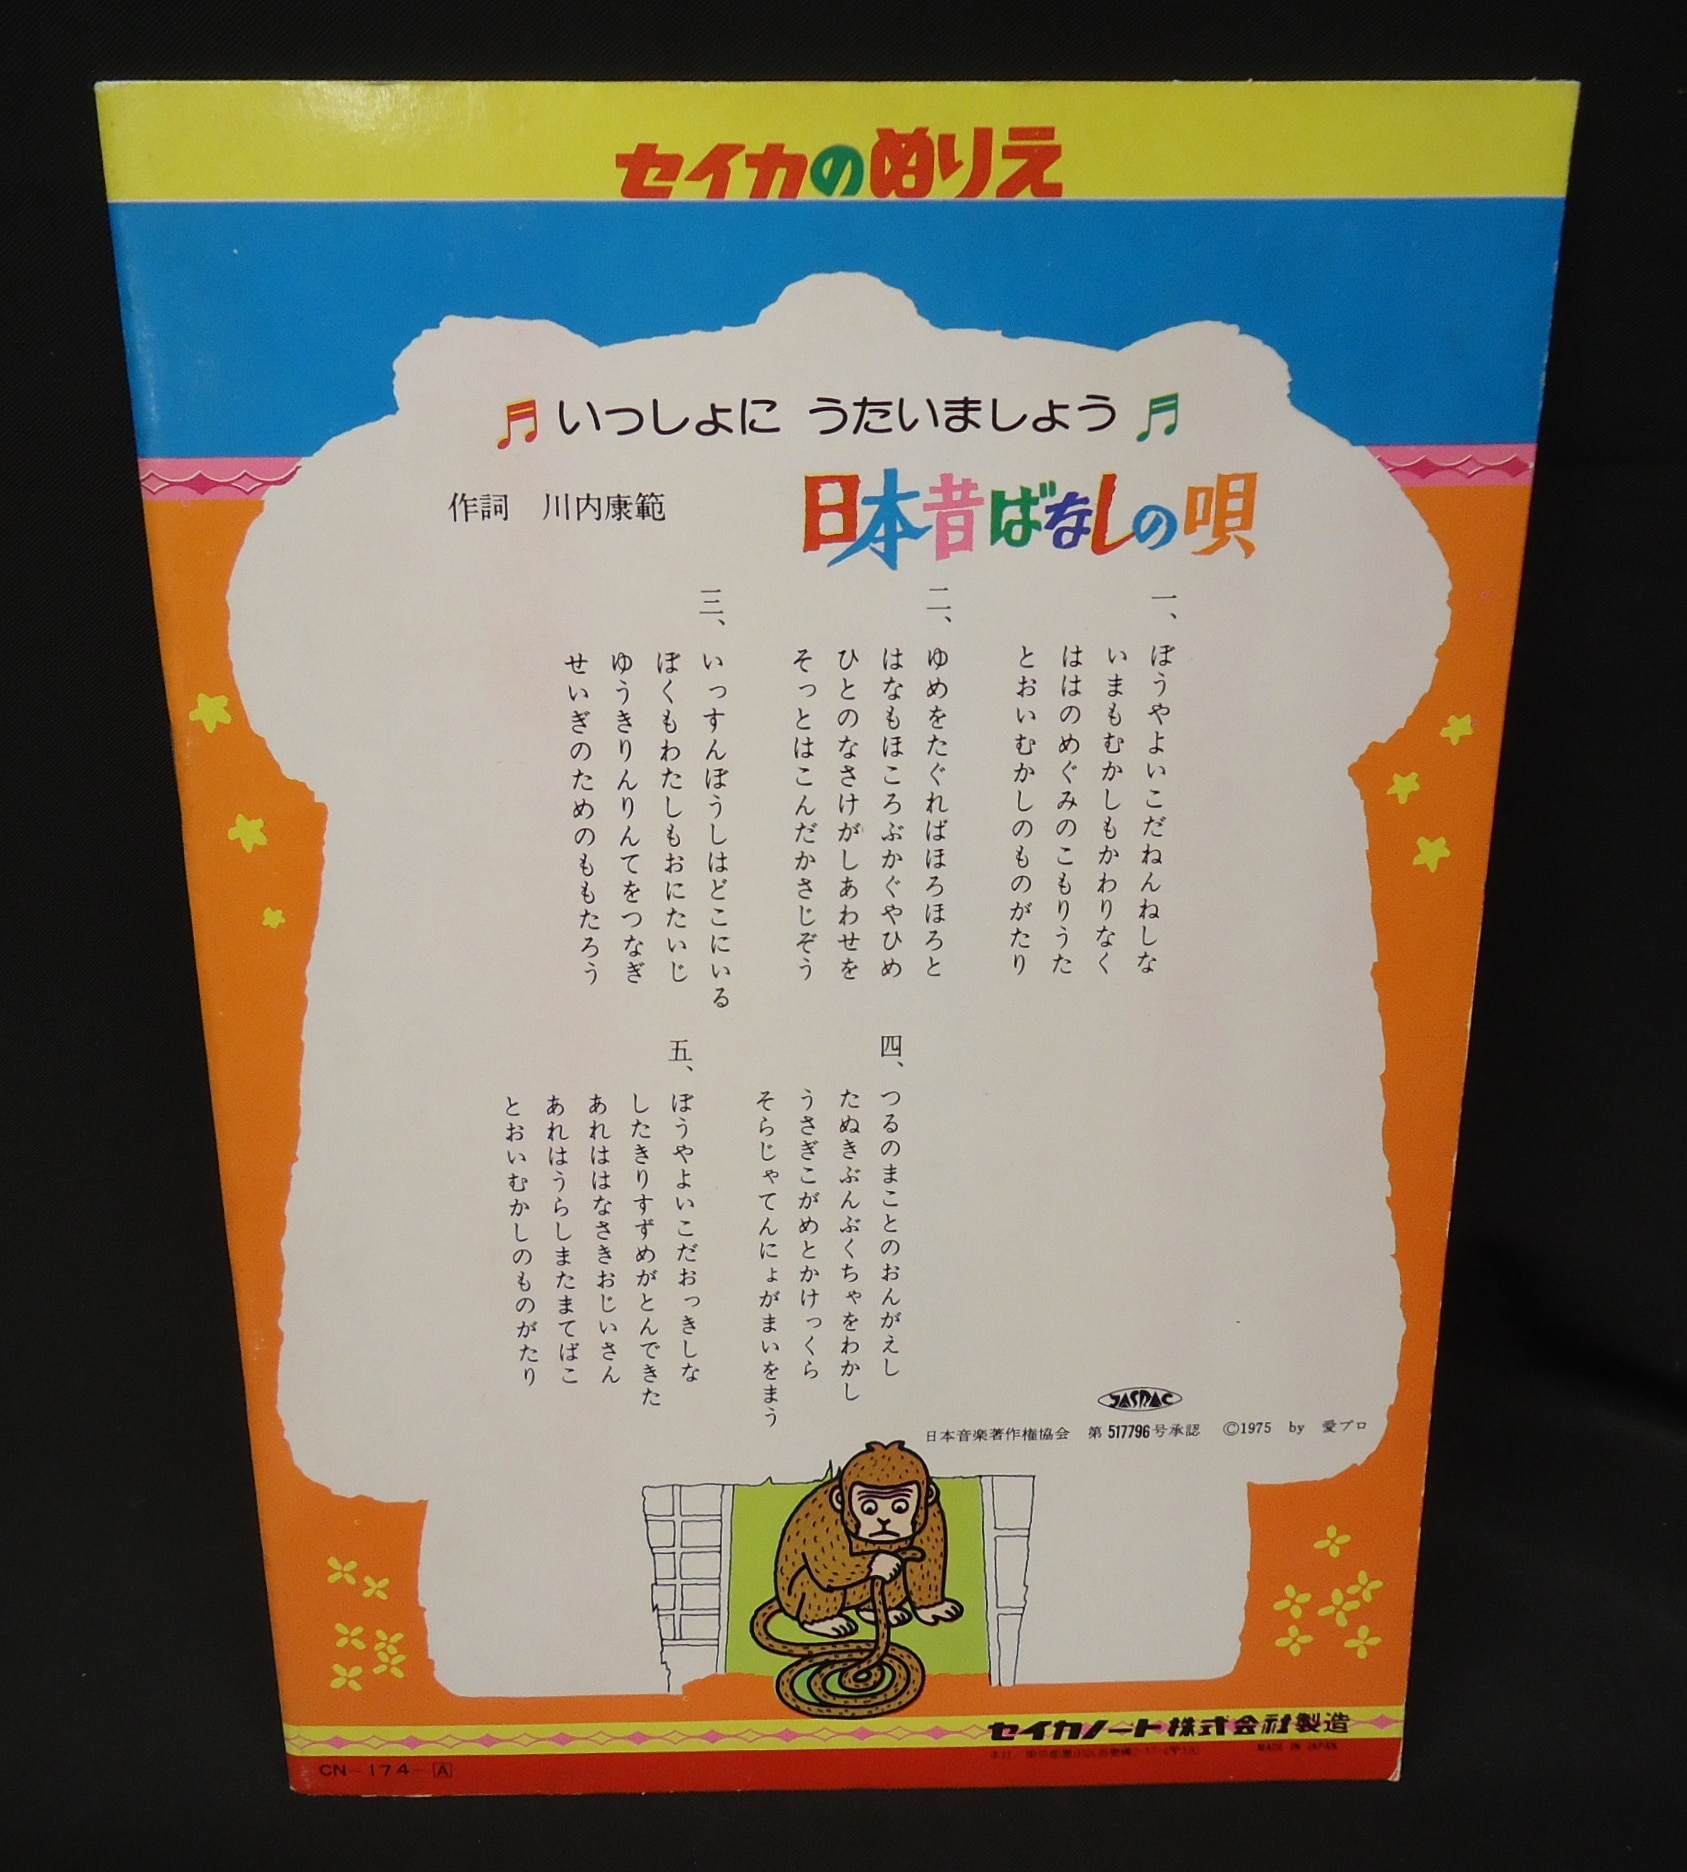 セイカのぬりえ
いっしょに うたいましょう
日本昔ばなしの唄
作詞 川内康範
一、
ぼうやよいこだねんねしな
いまもむかしもかわりなく
ははのめぐみのこもりうた
とおいむかしのものがたり
二、
ゆめをたぐればほろほろと
はなもほころぶかぐやひめ
ひとのなさけがしあわせを
そっとはこんだかさじぞう
三、
いっすんぼうしはどこにいる
ぼくもわたしもおにたいじ
ゆうきりんりんてをつなぎ
せいぎのためのももたろう
四、
つるのまことのおんがえし
たぬきぶんぶくちゃをわかし
うさぎこがめとかけっくら
そらじゃてんにょがまいをまう
五、
ぼうやよいこだおっきしな
したきりすずめがとんできた
あれははなさきおじいさん
あれはうらしまたまてばこ
とおいむかしのものがたり
JASRAC
日本音楽著作権協会 第517796号承認 ©1975 by 愛プロ
セイカノート株式会社製造
MADE IN JAPAN
CN-174-A